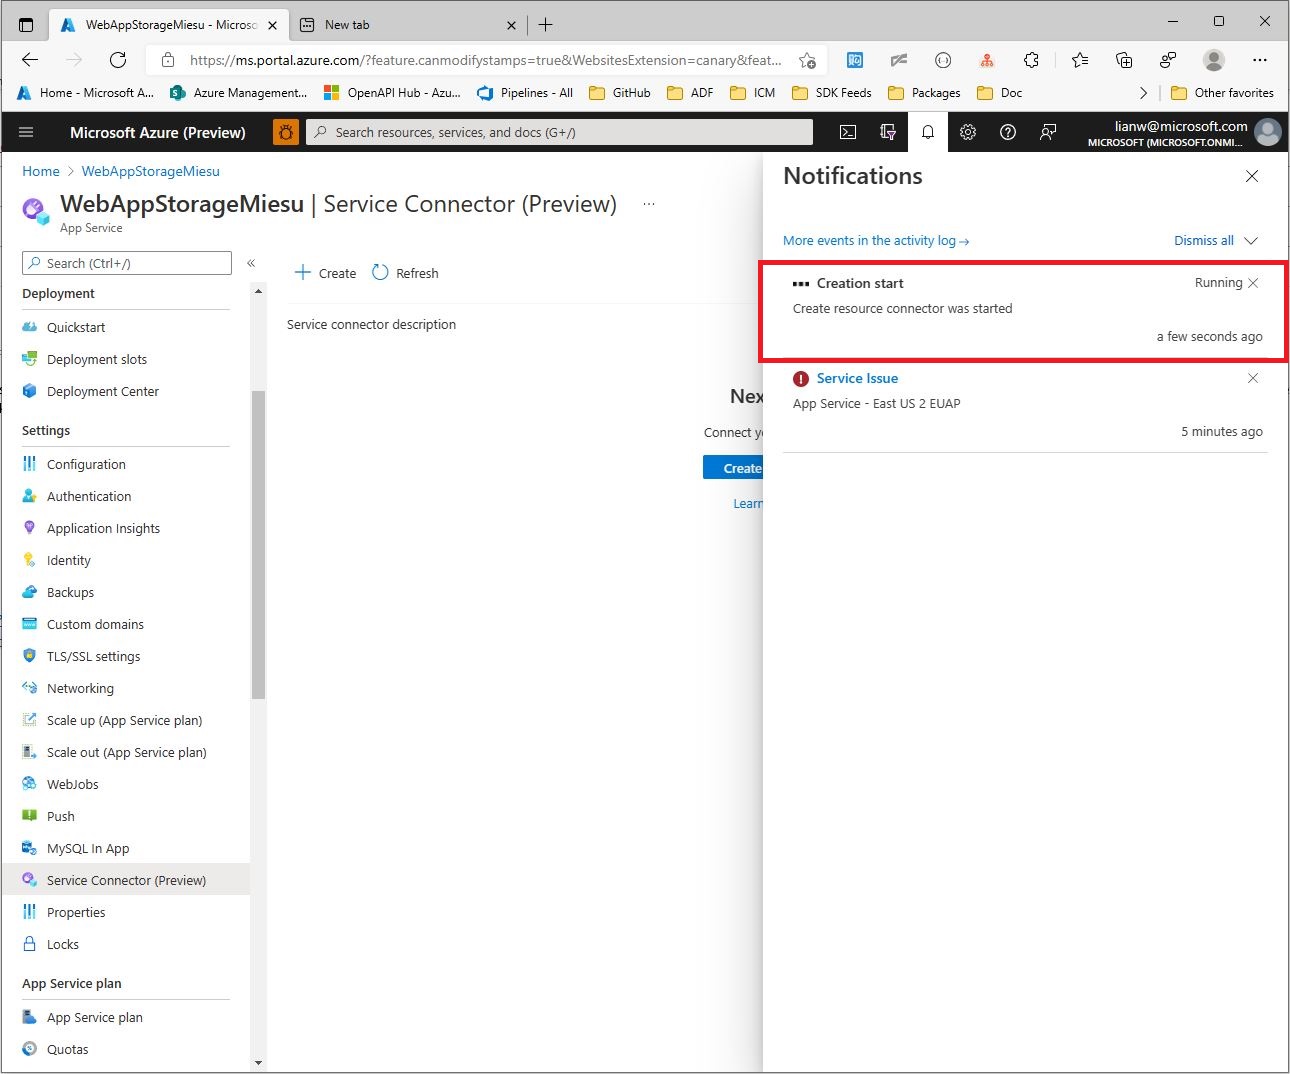 WebAppStorageMiesu - Microso
New tab
https://ms.portal.azure.com/?feature.canmodifystamps=true&WebsitesExtension=canary&feat...
Home - Microsoft A...
Azure Management...
OpenAPI Hub - Azu...
Pipelines - All
GitHub
ADF
ICM
SDK Feeds
Packages
Doc
Other favorites
Microsoft Azure (Preview)
Search resources, services, and docs (G+/)
lianw@microsoft.com
MICROSOFT (MICROSOFT.ONMI...
Home > WebAppStorageMiesu
WebAppStorageMiesu | Service Connector (Preview) ...
App Service
Search (Ctrl+/)
«
Deployment
Quickstart
Deployment slots
Deployment Center
Settings
Configuration
Authentication
Application Insights
Identity
Backups
Custom domains
TLS/SSL settings
Networking
Scale up (App Service plan)
Scale out (App Service plan)
WebJobs
Push
MySQL In App
Service Connector (Preview)
Properties
Locks
App Service plan
App Service plan
Quotas
Create
Refresh
Service connector description
Nex
Connect y
Create
Learn
Notifications
More events in the activity log →
Dismiss all
Creation start
Running
Create resource connector was started
a few seconds ago
Service Issue
App Service - East US 2 EUAP
5 minutes ago